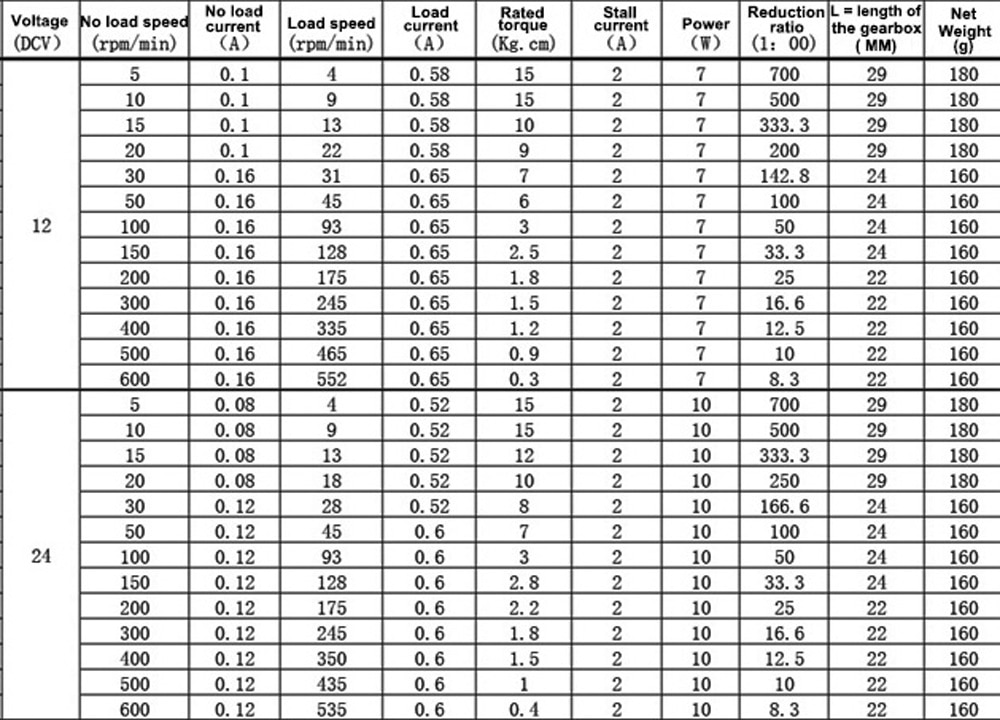 Voltage (DCV) No load speed (rpm/min) No load current (A) Load speed (rpm/min) Load current (A) Rated torque (Kg.cm) Stall current (A) Power (W) Reduction ratio (1: 00) L = length of the gearbox ( MM) Net Weight (g)
5 0.1 4 0.58 15 2 7 700 29 180
10 0.1 9 0.58 15 2 7 500 29 180
15 0.1 13 0.58 10 2 7 333.3 29 180
20 0.1 22 0.58 9 2 7 200 29 180
30 0.16 31 0.65 7 2 7 142.8 24 160
50 0.16 45 0.65 6 2 7 100 24 160
12 100 0.16 93 0.65 3 2 7 50 24 160
150 0.16 128 0.65 2.5 2 7 33.3 24 160
200 0.16 175 0.65 1.8 2 7 25 22 160
300 0.16 245 0.65 1.5 2 7 16.6 22 160
400 0.16 335 0.65 1.2 2 7 12.5 22 160
500 0.16 465 0.65 0.9 2 7 10 22 160
600 0.16 552 0.65 0.3 2 7 8.3 22 160
5 0.08 4 0.52 15 2 10 700 29 180
10 0.08 9 0.52 15 2 10 500 29 180
15 0.08 13 0.52 12 2 10 333.3 29 180
20 0.08 18 0.52 10 2 10 250 29 180
30 0.12 28 0.52 8 2 10 166.6 24 160
50 0.12 45 0.6 7 2 10 100 24 160
24 100 0.12 93 0.6 3 2 10 50 24 160
150 0.12 128 0.6 2.8 2 10 33.3 24 160
200 0.12 175 0.6 2.2 2 10 25 22 160
300 0.12 245 0.6 1.8 2 10 16.6 22 160
400 0.12 350 0.6 1.5 2 10 12.5 22 160
500 0.12 435 0.6 1 2 10 10 22 160
600 0.12 535 0.6 0.4 2 10 8.3 22 160